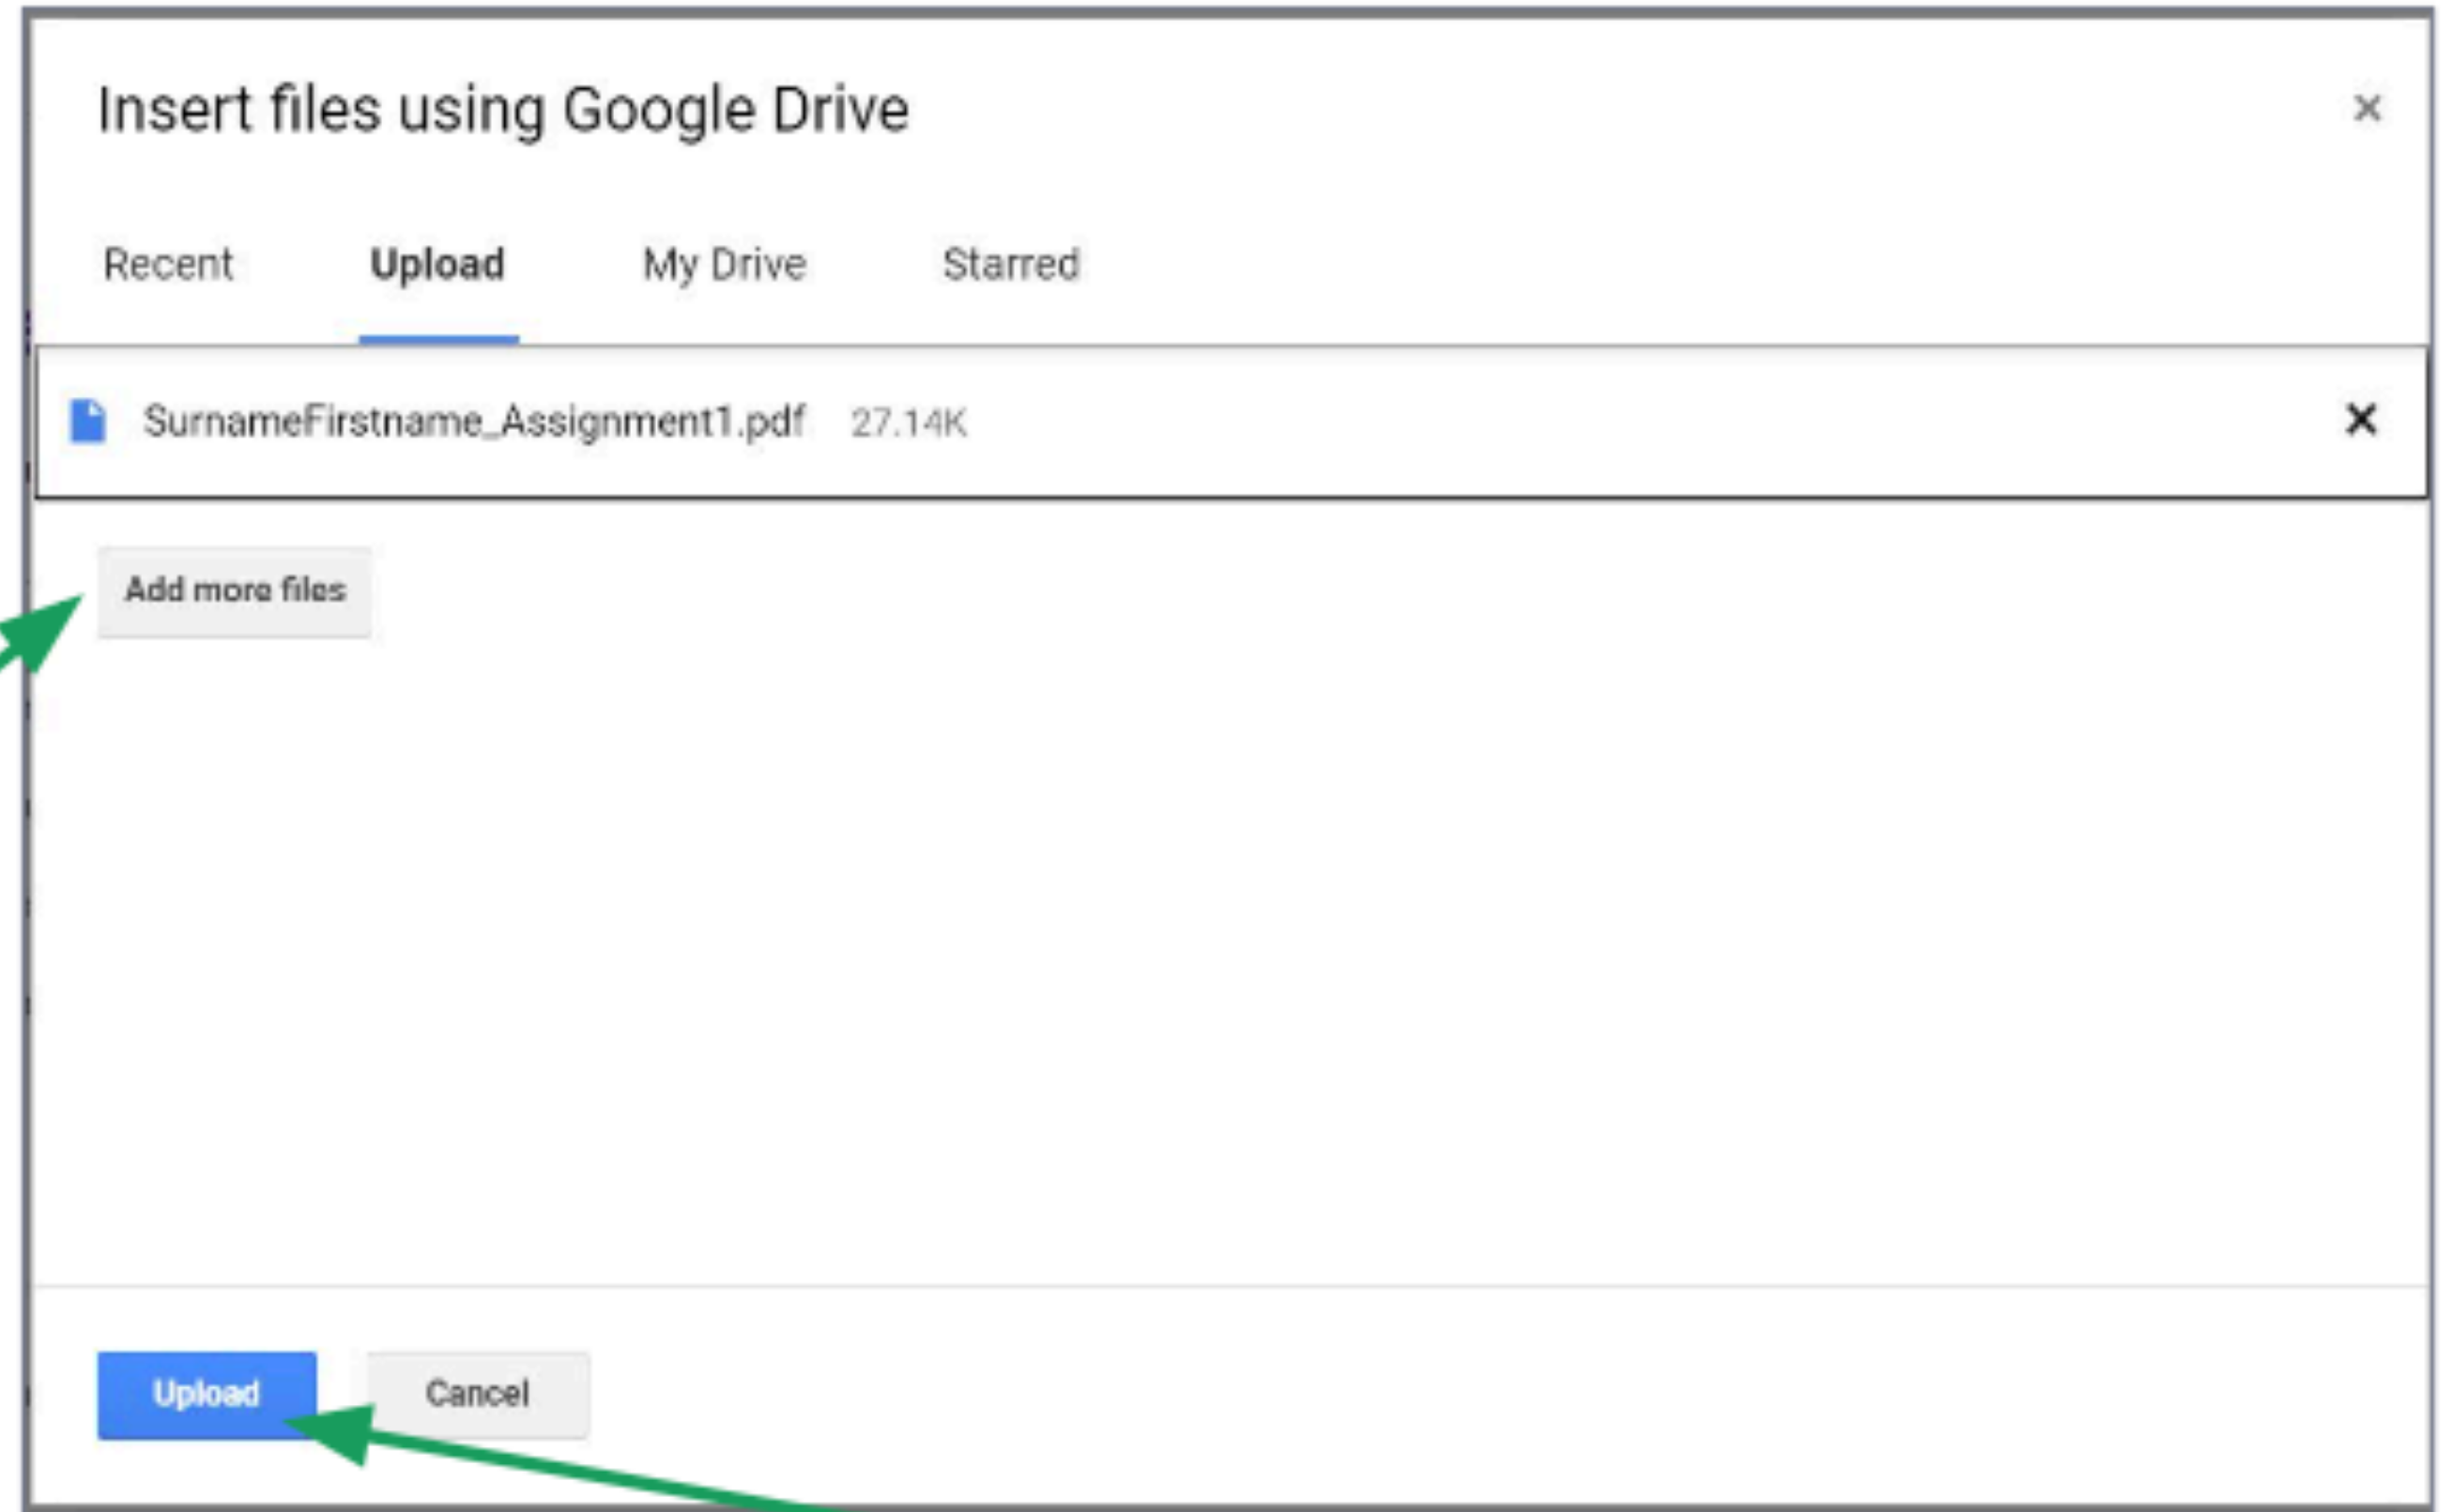 Insert files using Google Drive
Recent Upload My Drive Starred
SurnameFirstname_Assignment1.pdf 27.14K
Add more files
Upload Cancel